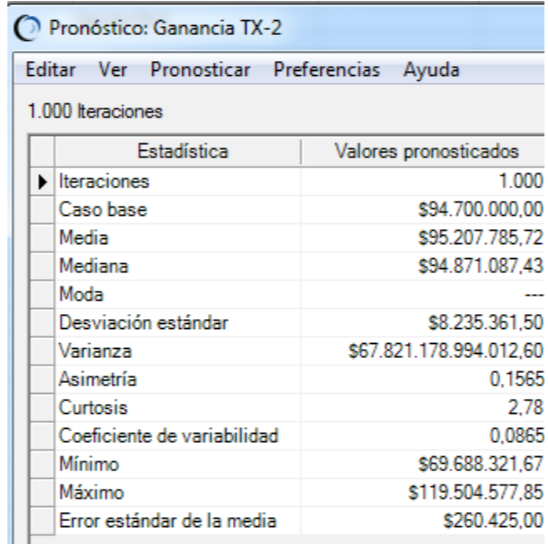 Pronóstico: Ganancia TX-2
Editar Ver Pronosticar Preferencias Ayuda
1.000 Iteraciones
Estadística Valores pronosticados
Iteraciones 1.000
Caso base $94.700.000,00
Media $95.207.785,72
Mediana $94.871.087,43
Moda ---
Desviación estándar $8.235.361,50
Varianza $67.821.178.994.012,60
Asimetría 0,1565
Curtosis 2,78
Coeficiente de variabilidad 0,0865
Mínimo $69.688.321,67
Máximo $119.504.577,85
Error estándar de la media $260.425,00